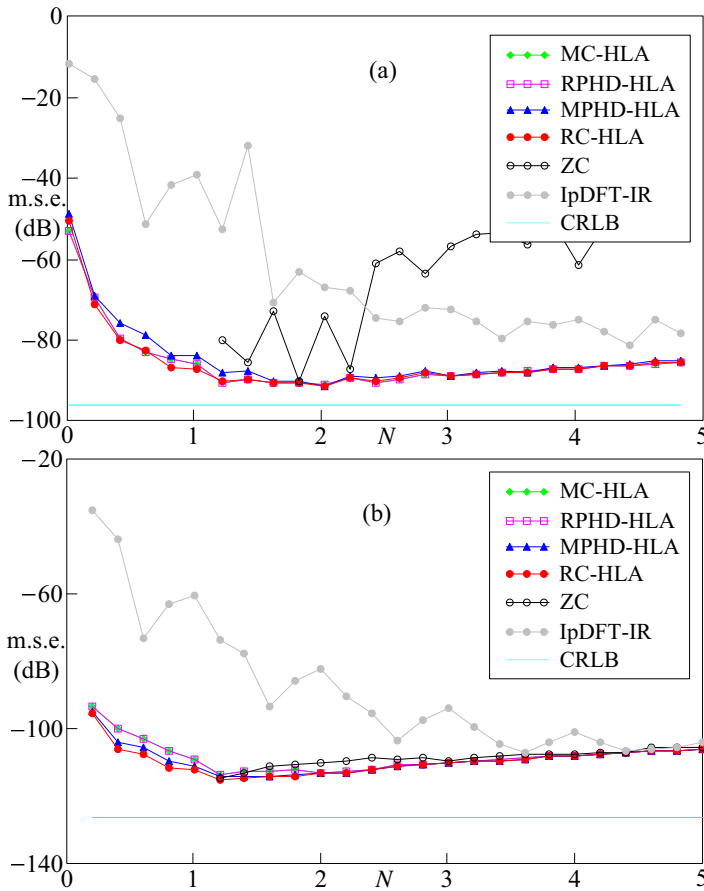 0
(a)
MC-HLA
RPHD-HLA
MPHD-HLA
RC-HLA
ZC
IpDFT-IR
CRLB
−20
−40
m.s.e.
(dB)
−60
−80
−100
0
1
2
N
3
4
5
−20
(b)
MC-HLA
RPHD-HLA
MPHD-HLA
RC-HLA
ZC
IpDFT-IR
CRLB
−60
m.s.e.
(dB)
−100
−140
0
1
N
2
3
4
5